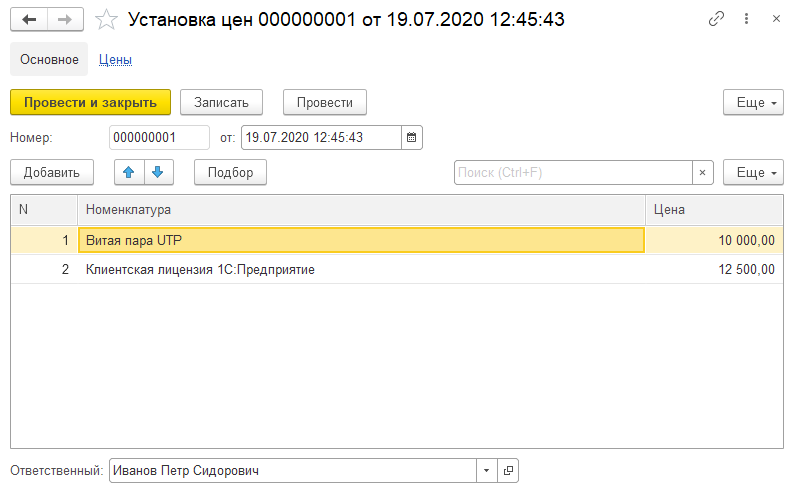 Установка цен 000000001 от 19.07.2020 12:45:43
Основное Цены
Провести и закрыть Записать Провести Еще
Номер: 000000001 от: 19.07.2020 12:45:43
Добавить Подбор Поиск (Ctrl+F) × Еще
N Номенклатура Цена
1 Витая пара UTP 10 000,00
2 Клиентская лицензия 1С:Предприятие 12 500,00
Ответственный: Иванов Петр Сидорович